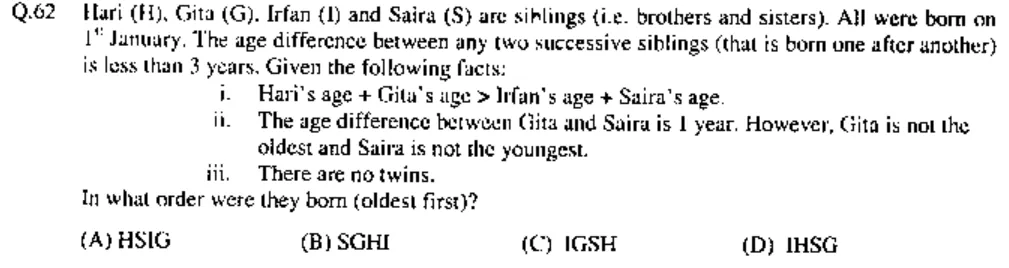 Q.62 Hari (H), Gita (G), Irfan (I) and Saira (S) are siblings (i.e. brothers and sisters). All were born on
1st January. The age difference between any two successive siblings (that is born one after another)
is less than 3 years. Given the following facts:
i. Hari's age + Gita's age > Irfan's age + Saira's age.
ii. The age difference between Gita and Saira is 1 year. However, Gita is not the
oldest and Saira is not the youngest.
iii. There are no twins.
In what order were they born (oldest first)?
(A) HSIG (B) SGHI (C) IGSH (D) IHSG